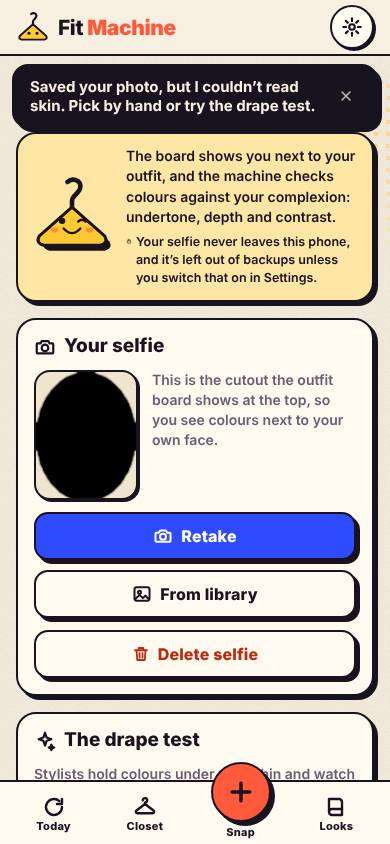 Fit Machine
Saved your photo, but I couldn’t read
skin. Pick by hand or try the drape test.
The board shows you next to your
outfit, and the machine checks
colours against your complexion:
undertone, depth and contrast.
Your selfie never leaves this phone,
and it’s left out of backups unless
you switch that on in Settings.
Your selfie
This is the cutout the outfit
board shows at the top, so
you see colours next to your
own face.
Retake
From library
Delete selfie
The drape test
Stylists hold colours under and watch
Today
Closet
Snap
Looks